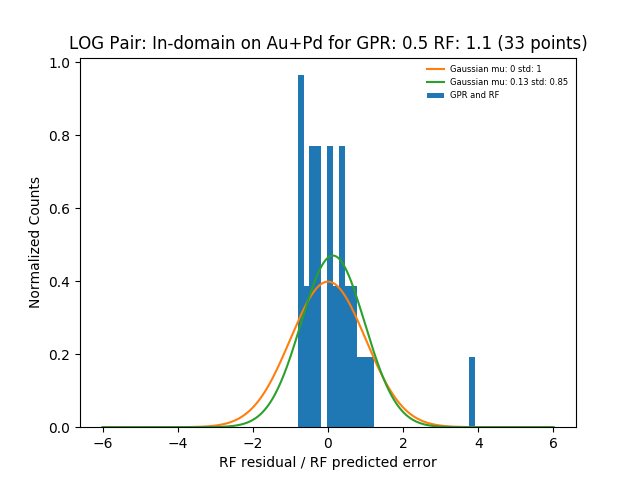 LOG Pair: In-domain on Au+Pd for GPR: 0.5 RF: 1.1 (33 points)
Gaussian mu: 0 std: 1
Gaussian mu: 0.13 std: 0.85
GPR and RF
1.0
0.8
0.6
0.4
0.2
0.0
Normalized Counts
−6 −4 −2 0 2 4 6
RF residual / RF predicted error